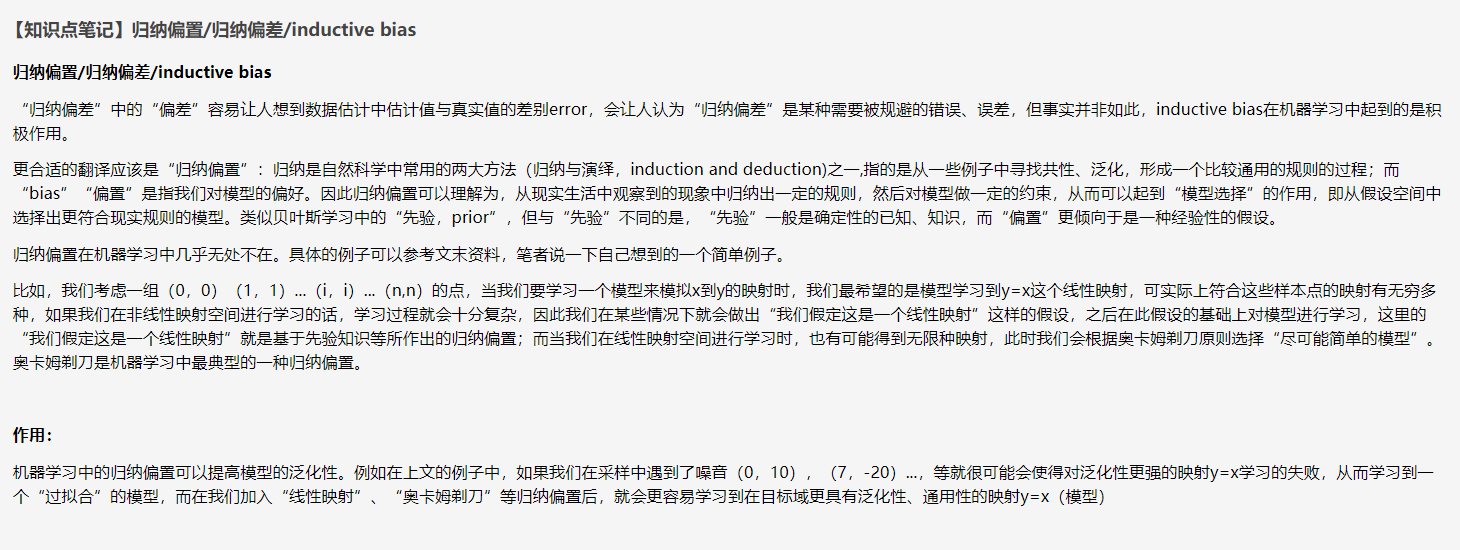 【知识点笔记】归纳偏置/归纳偏差/inductive bias
归纳偏置/归纳偏差/inductive bias
“归纳偏差”中的“偏差”容易让人想到数据估计中估计值与真实值的差别error，会让人认为“归纳偏差”是某种需要被规避的错误、误差，但事实并非如此，inductive bias在机器学习中起到的是积
极作用。
更合适的翻译应该是“归纳偏置”：归纳是自然科学中常用的两大方法（归纳与演绎，induction and deduction)之一,指的是从一些例子中寻找共性、泛化，形成一个比较通用的规则的过程；而
“bias”“偏置”是指我们对模型的偏好。因此归纳偏置可以理解为，从现实生活中观察到的现象中归纳出一定的规则，然后对模型做一定的约束，从而可以起到“模型选择”的作用，即从假设空间中
选择出更符合现实规则的模型。类似贝叶斯学习中的“先验，prior”，但与“先验”不同的是，“先验”一般是确定性的已知、知识，而“偏置”更倾向于是一种经验性的假设。
归纳偏置在机器学习中几乎无处不在。具体的例子可以参考文末资料，笔者说一下自己想到的一个简单例子。
比如，我们考虑一组（0，0）（1，1）...（i，i）...（n,n）的点，当我们要学习一个模型来模拟x到y的映射时，我们最希望的是模型学习到y=x这个线性映射，可实际上符合这些样本点的映射有无穷多
种，如果我们在非线性映射空间进行学习的话，学习过程就会十分复杂，因此我们在某些情况下就会做出“我们假定这是一个线性映射”这样的假设，之后在此假设的基础上对模型进行学习，这里的
“我们假定这是一个线性映射”就是基于先验知识等所作出的归纳偏置；而当我们在线性映射空间进行学习时，也有可能得到无限种映射，此时我们会根据奥卡姆剃刀原则选择“尽可能简单的模型”。
奥卡姆剃刀是机器学习中最典型的一种归纳偏置。
作用：
机器学习中的归纳偏置可以提高模型的泛化性。例如在上文的例子中，如果我们在采样中遇到了噪音（0，10），（7，-20）...，等就很可能会使得对泛化性更强的映射y=x学习的失败，从而学习到一
个“过拟合”的模型，而在我们加入“线性映射”、“奥卡姆剃刀”等归纳偏置后，就会更容易学习到在目标域更具有泛化性、通用性的映射y=x（模型）